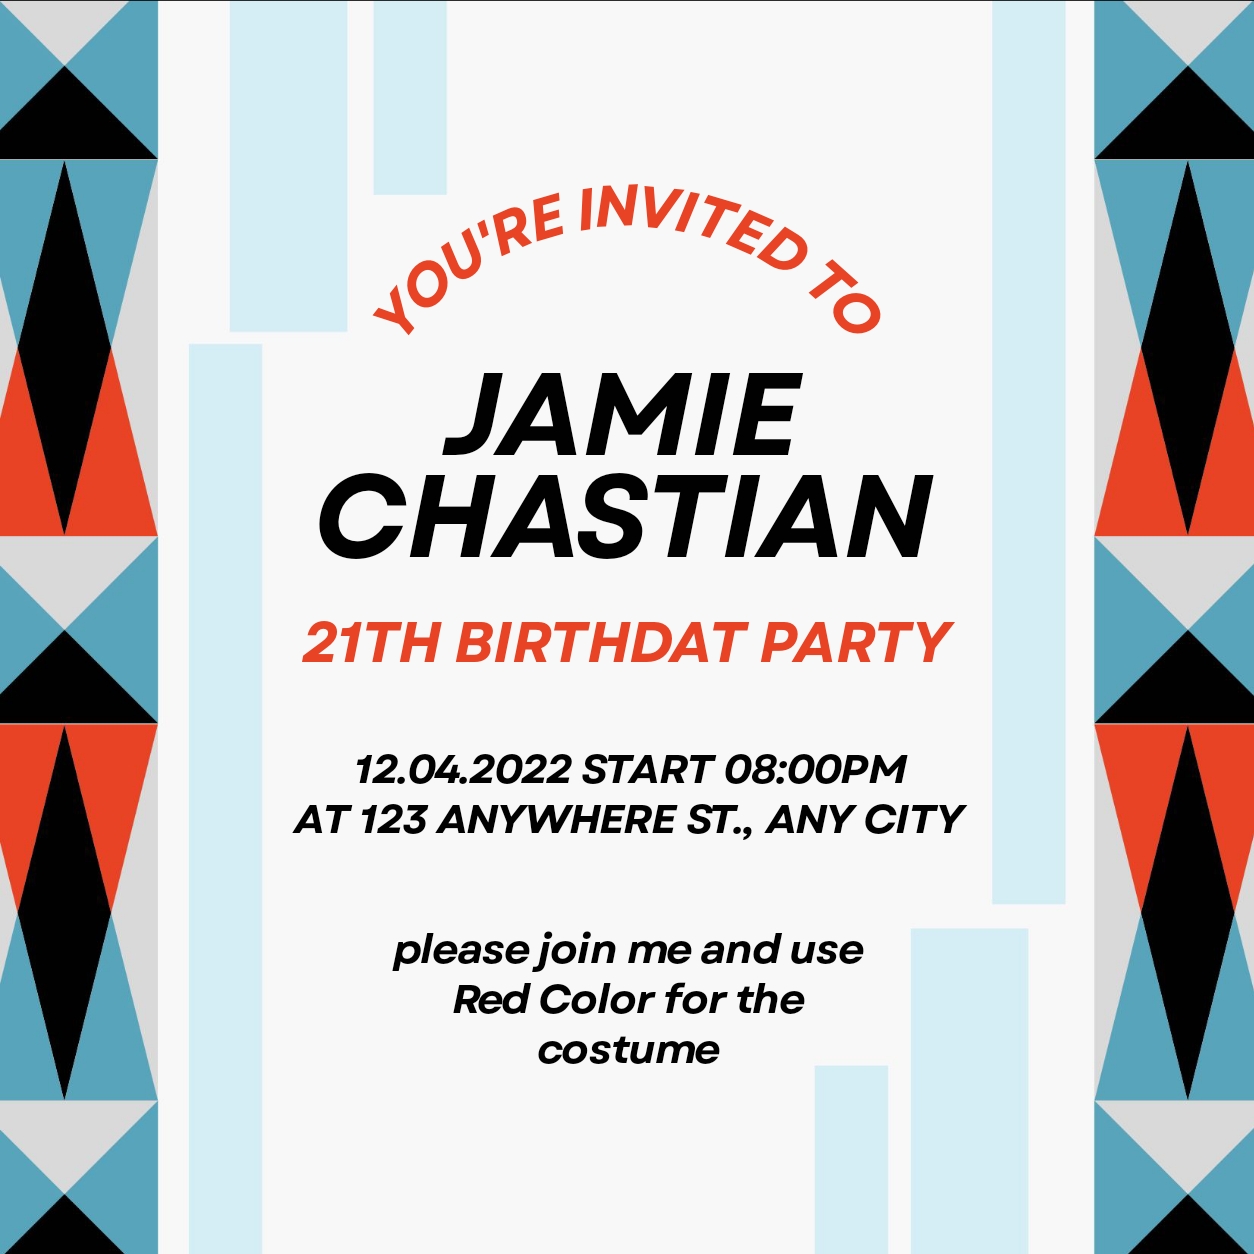 YOU'RE INVITED TO
JAMIE
CHASTIAN
21TH BIRTHDAT PARTY
12.04.2022 START 08:00PM
AT 123 ANYWHERE ST., ANY CITY
please join me and use
Red Color for the
costume